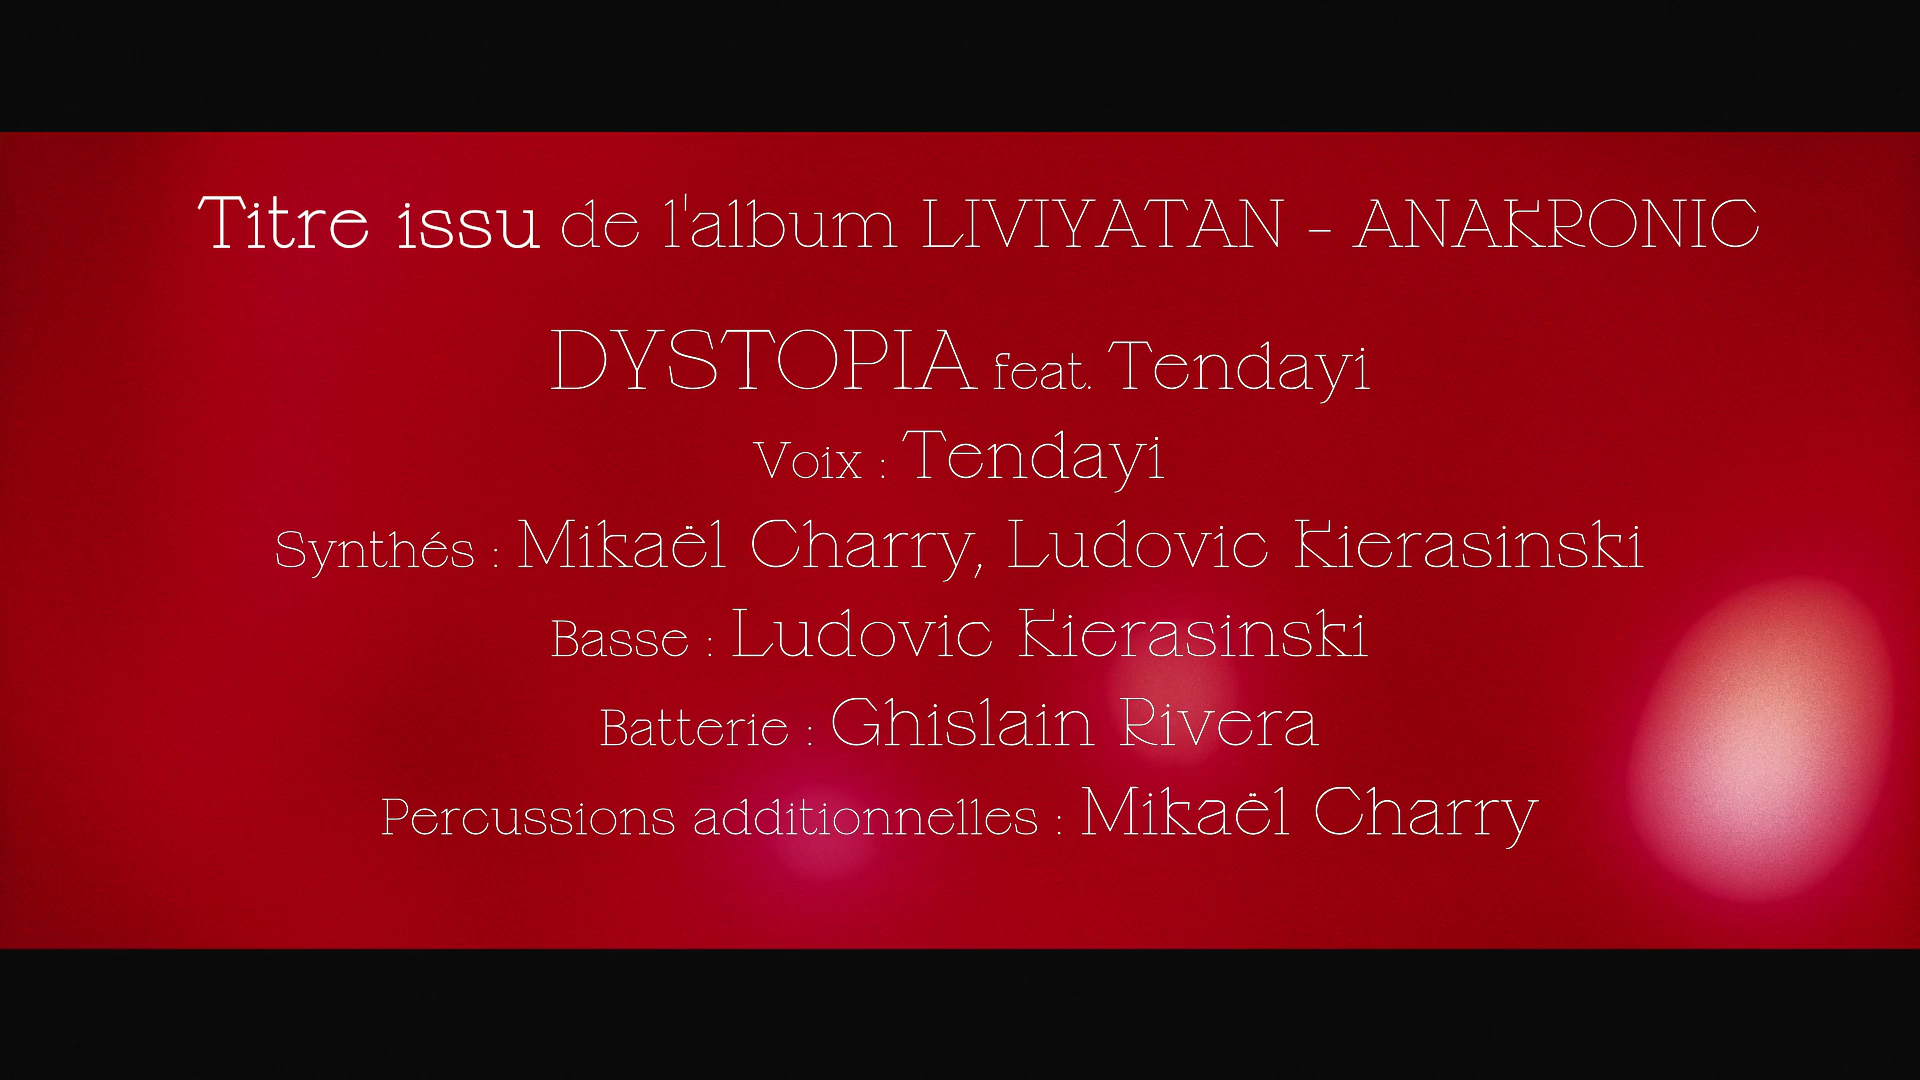 Titre issu de l'album LIVIYATAN - ANAKRONIC
DYSTOPIA feat. Tendayi
Voix : Tendayi
Synthés : Mikaël Charry, Ludovic Kierasinski
Basse : Ludovic Kierasinski
Batterie : Ghislain Rivera
Percussions additionnelles : Mikaël Charry